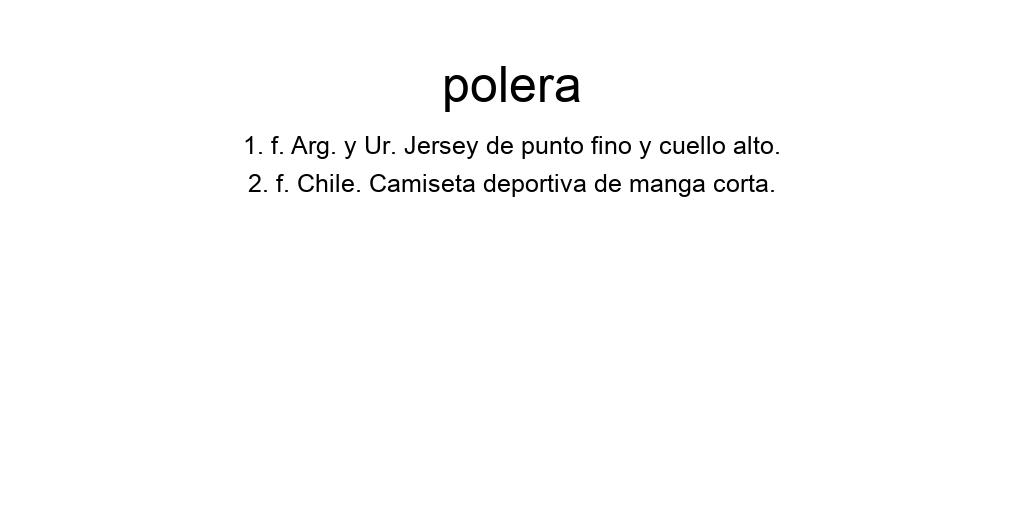 polera
1. f. Arg. y Ur. Jersey de punto fino y cuello alto.
2. f. Chile. Camiseta deportiva de manga corta.